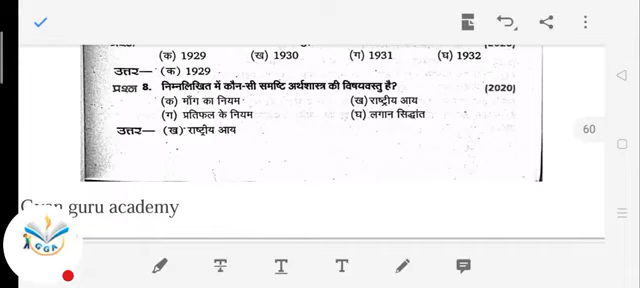 (क) 1929 (ख) 1930 (ग) 1931 (घ) 1932
उत्तर— (क) 1929
प्रश्न 8. निम्नलिखित में कौन-सी समष्टि अर्थशास्त्र की विषयवस्तु है? (2020)
(क) माँग का नियम (ख) राष्ट्रीय आय
(ग) प्रतिफल के नियम (घ) लगान सिद्धांत
उत्तर— (ख) राष्ट्रीय आय
60
Gyan guru academy
GGA